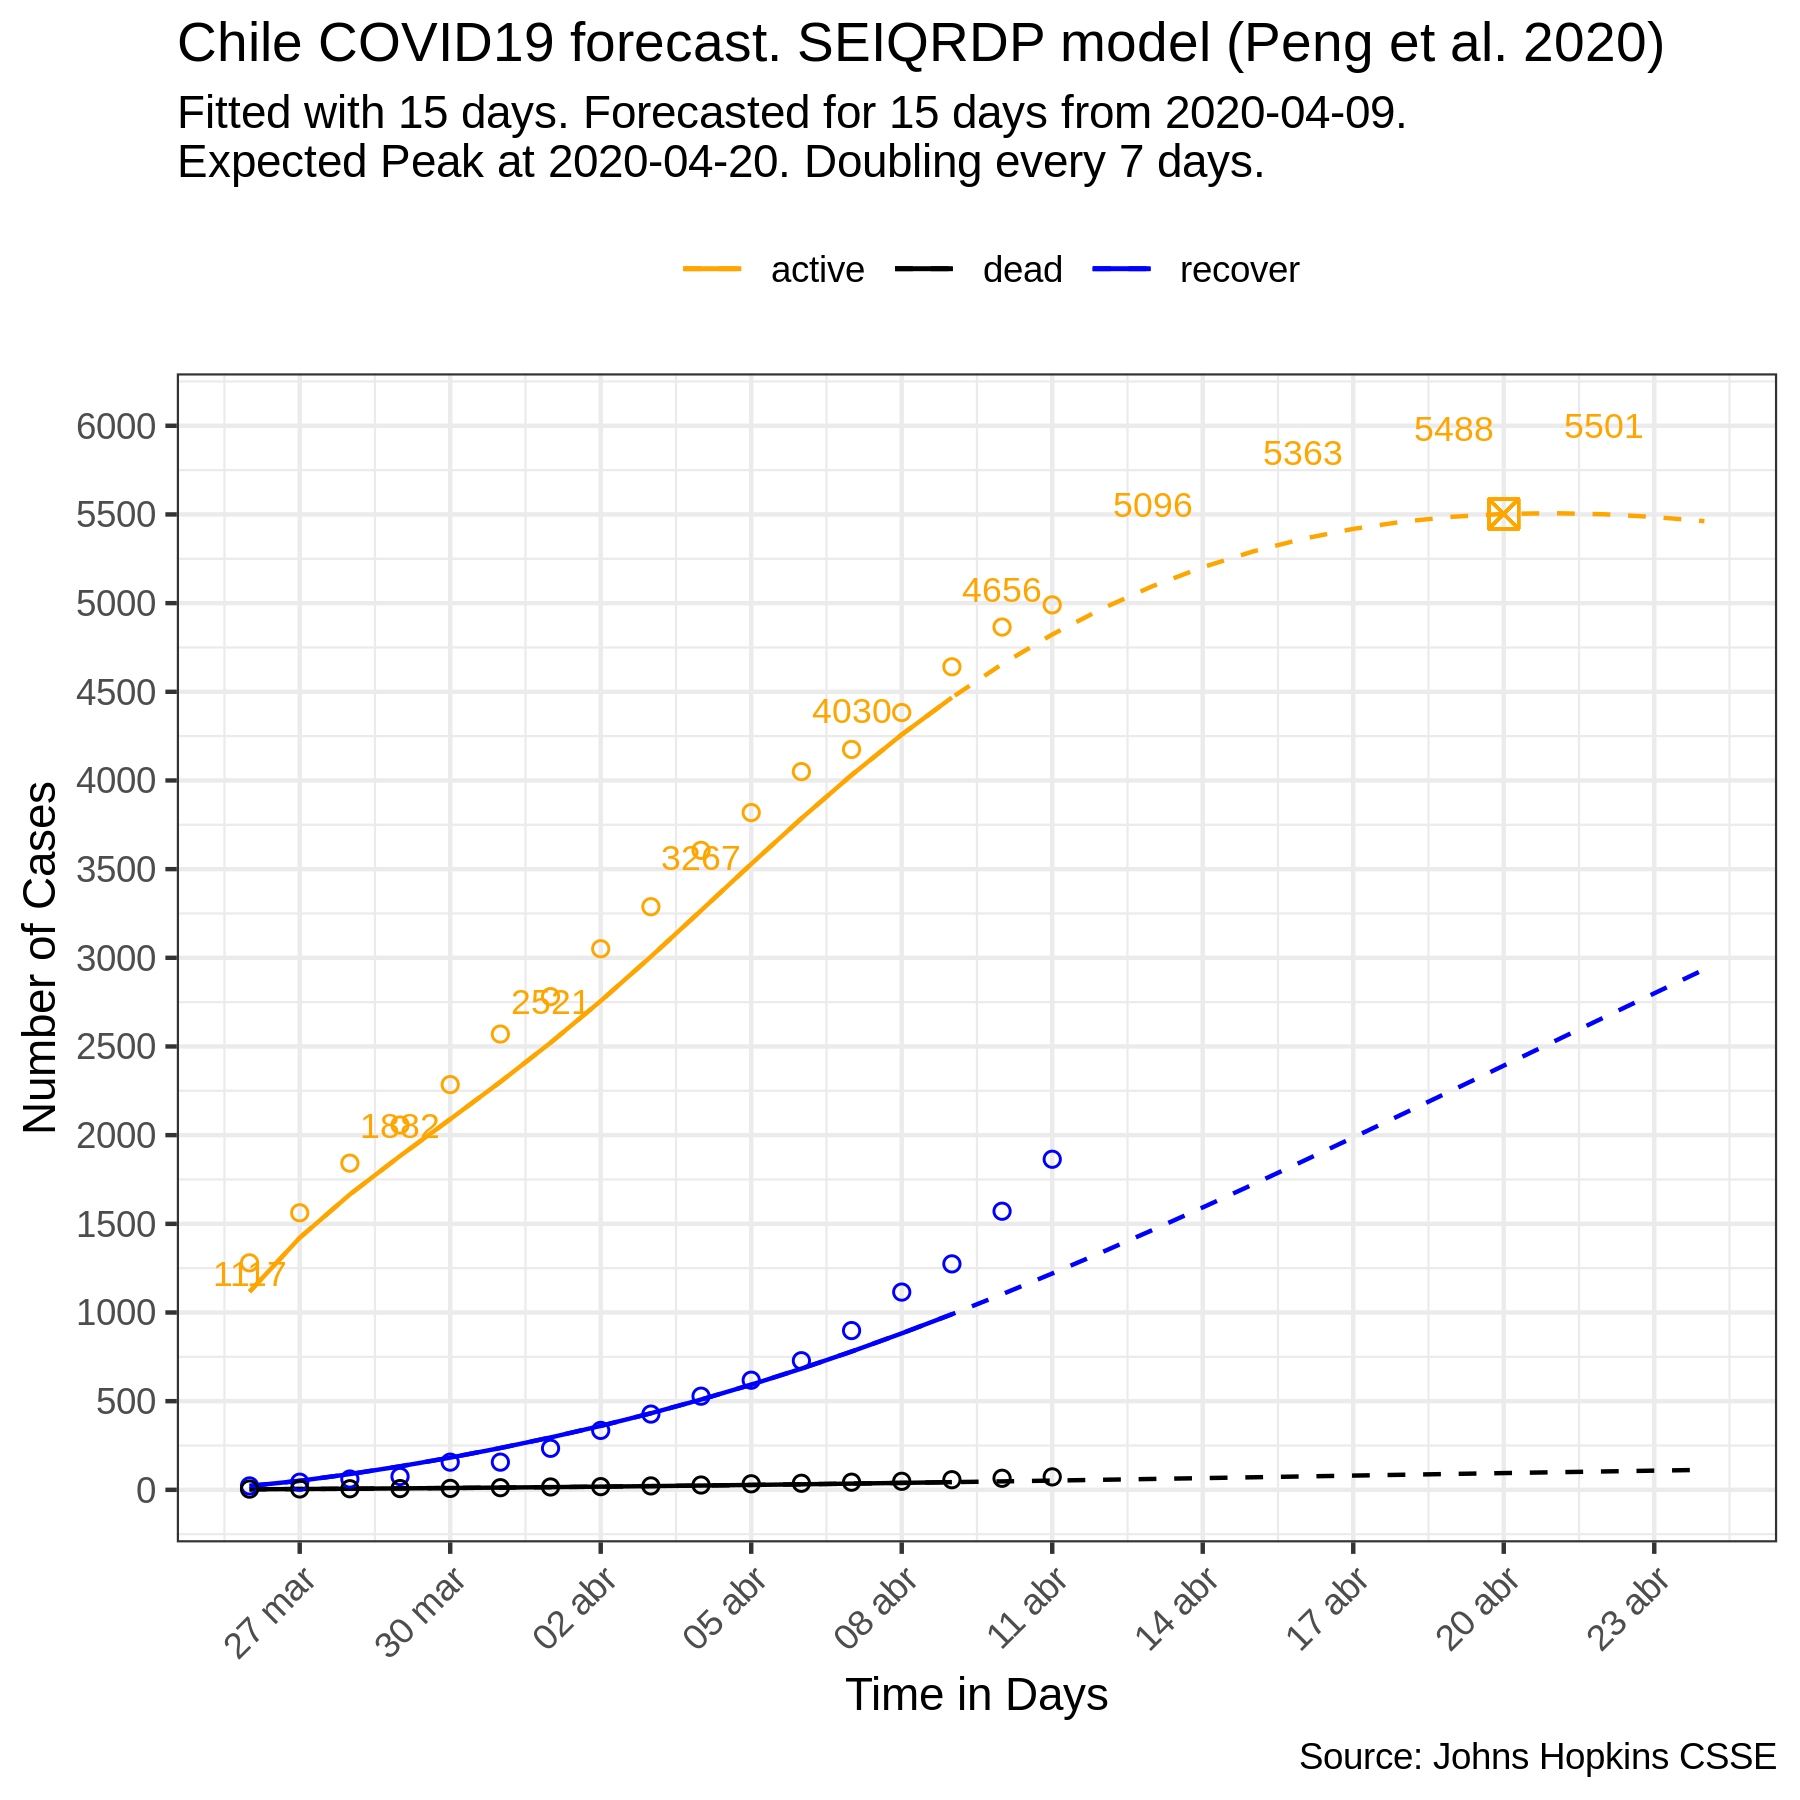 Chile COVID19 forecast. SEIQRDP model (Peng et al. 2020)
Fitted with 15 days. Forecasted for 15 days from 2020-04-09.
Expected Peak at 2020-04-20. Doubling every 7 days.
active dead recover
Number of Cases
6000
5500
5000
4500
4000
3500
3000
2500
2000
1500
1000
500
0
1117
1882
2521
3267
4030
4656
5096
5363
5488
5501
27 mar
30 mar
02 abr
05 abr
08 abr
11 abr
14 abr
17 abr
20 abr
23 abr
Time in Days
Source: Johns Hopkins CSSE